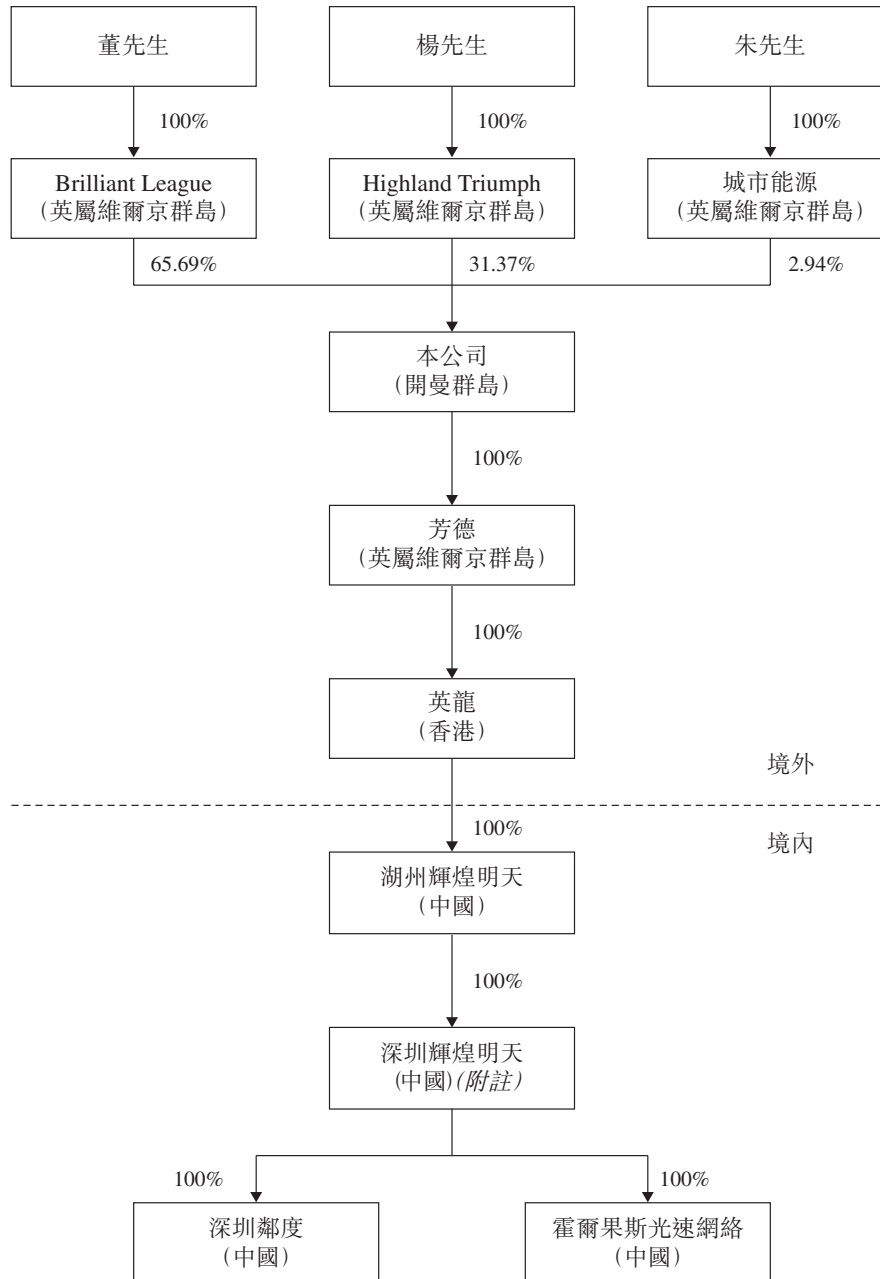 董先生
楊先生
朱先生
100%
100%
100%
Brilliant League
(英屬維爾京群島)
Highland Triumph
(英屬維爾京群島)
城市能源
(英屬維爾京群島)
65.69%
31.37%
2.94%
本公司
(開曼群島)
100%
芳德
(英屬維爾京群島)
100%
英龍
(香港)
境外
100%
境內
湖州輝煌明天
(中國)
100%
深圳輝煌明天
(中國)(附註)
100%
100%
深圳鄰度
(中國)
霍爾果斯光速網絡
(中國)